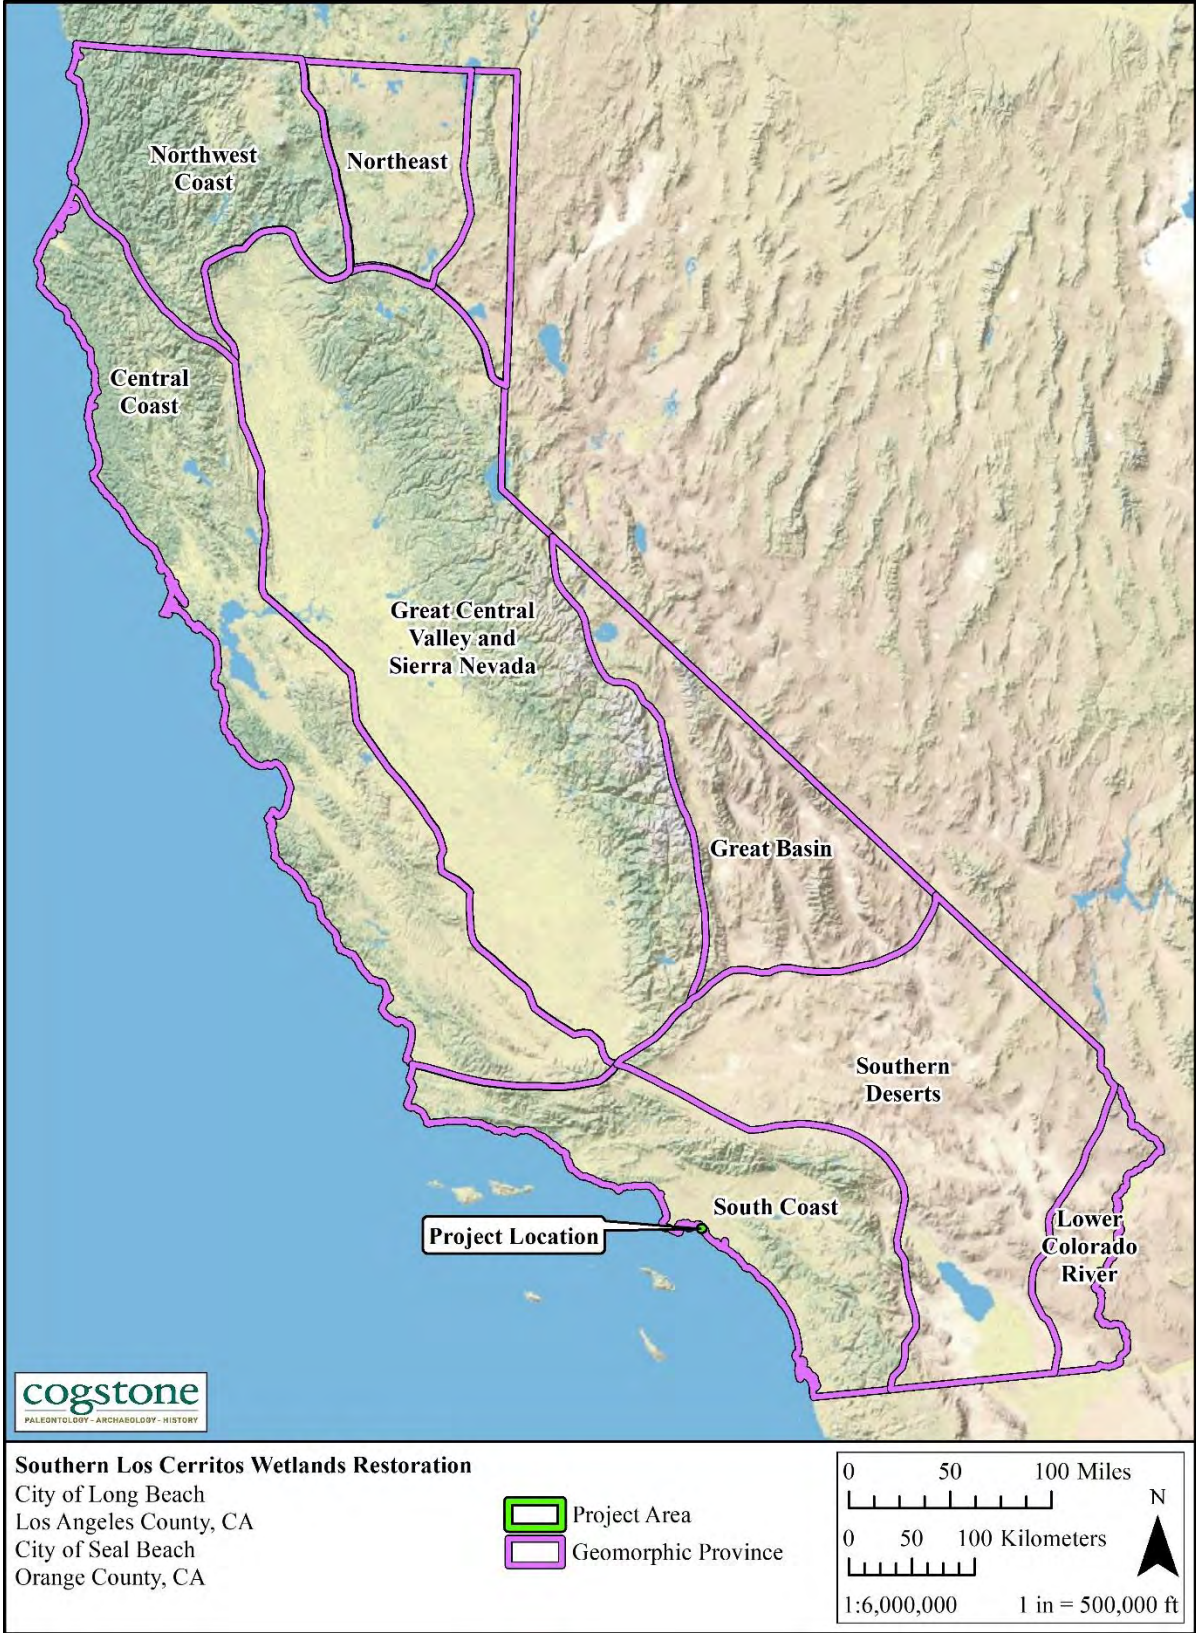 Northwest
Coast
Northeast
Central
Coast
Great Central
Valley and
Sierra Nevada
Great Basin
Southern
Deserts
South Coast
Project Location
Lower
Colorado
River
cogstone
PALEONTOLOGY - ARCHAEOLOGY - HISTORY
Southern Los Cerritos Wetlands Restoration
City of Long Beach
Los Angeles County, CA
City of Seal Beach
Orange County, CA
Project Area
Geomorphic Province
0 50 100 Miles
N
0 50 100 Kilometers
1:6,000,000 1 in = 500,000 ft